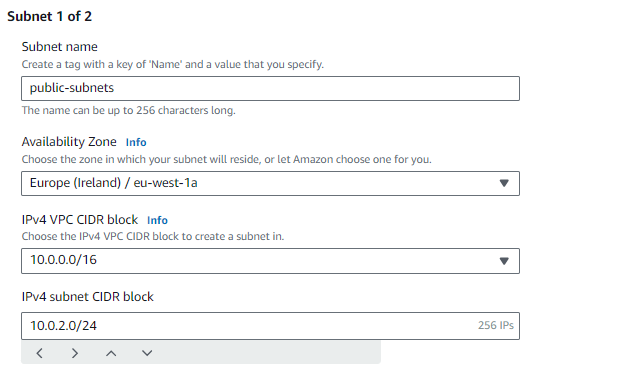 Subnet 1 of 2
Subnet name
Create a tag with a key of 'Name' and a value that you specify.
public-subnets
The name can be up to 256 characters long.
Availability Zone Info
Choose the zone in which your subnet will reside, or let Amazon choose one for you.
Europe (Ireland) / eu-west-1a
IPv4 VPC CIDR block Info
Choose the IPv4 VPC CIDR block to create a subnet in.
10.0.0.0/16
IPv4 subnet CIDR block
10.0.2.0/24 256 IPs